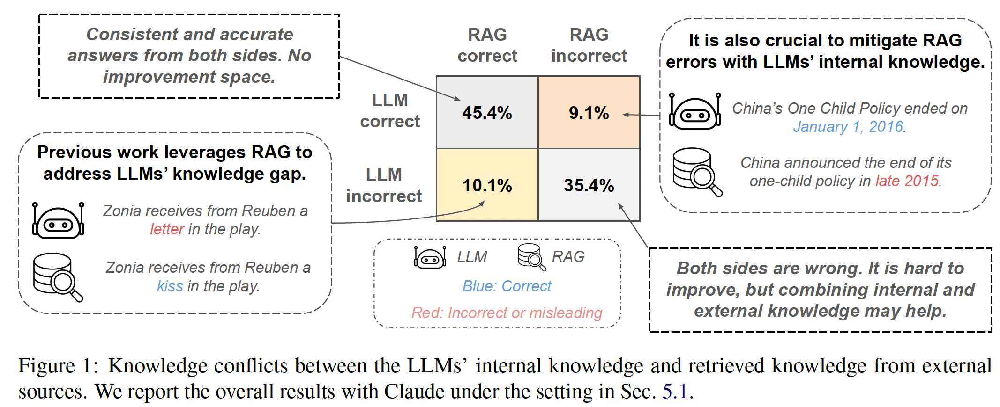 Consistent and accurate
answers from both sides. No
improvement space.
RAG
correct
RAG
incorrect
LLM
correct
45.4%
9.1%
LLM
incorrect
10.1%
35.4%
It is also crucial to mitigate RAG
errors with LLMs’ internal knowledge.
China’s One Child Policy ended on
January 1, 2016.
China announced the end of its
one-child policy in late 2015.
Previous work leverages RAG to
address LLMs’ knowledge gap.
Zonia receives from Reuben a
letter in the play.
Zonia receives from Reuben a
kiss in the play.
LLM
RAG
Blue: Correct
Red: Incorrect or misleading
Both sides are wrong. It is hard to
improve, but combining internal and
external knowledge may help.
Figure 1: Knowledge conflicts between the LLMs’ internal knowledge and retrieved knowledge from external
sources. We report the overall results with Claude under the setting in Sec. 5.1.